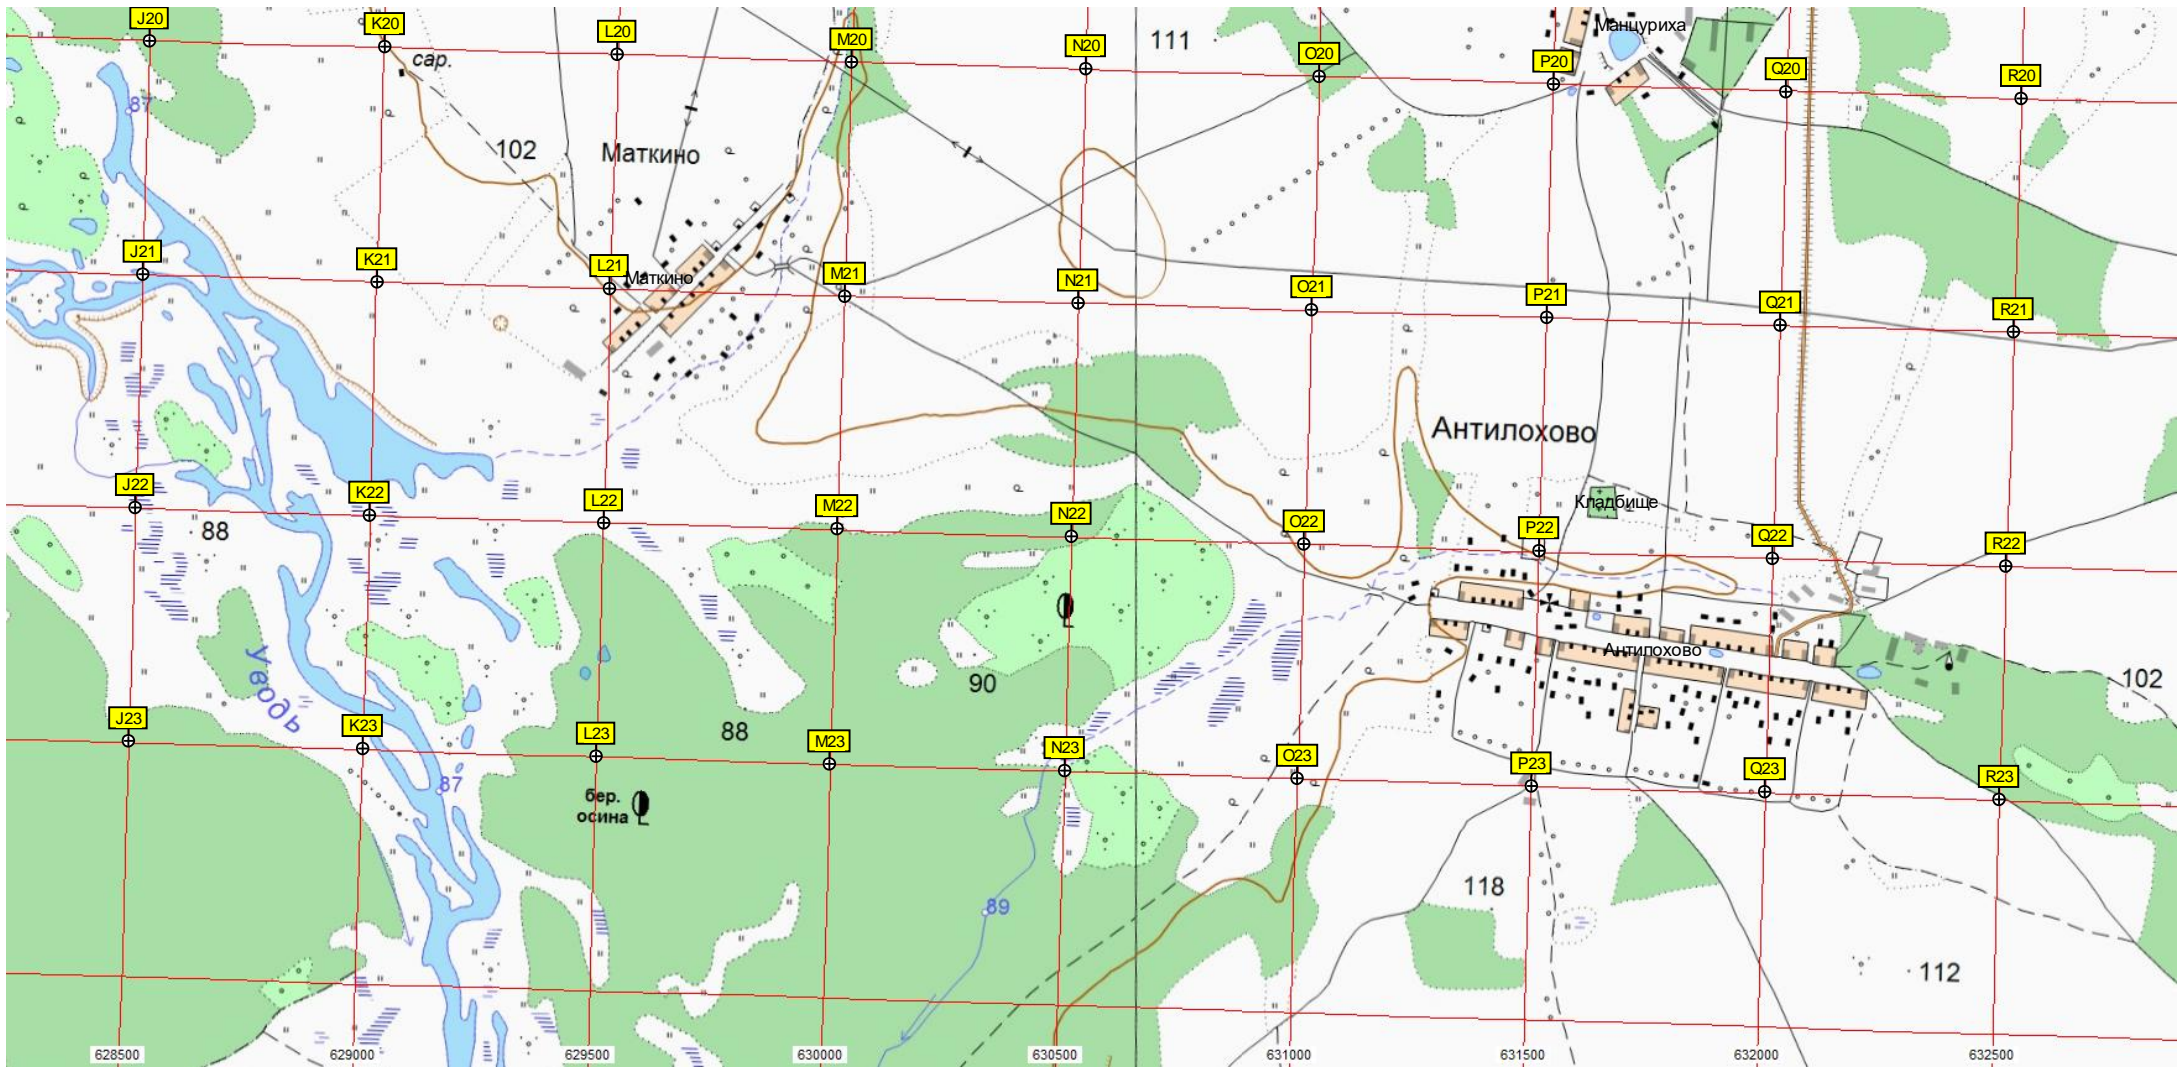 J20
K20
L20
M20
N20
O20
P20
Q20
R20
Манцуриха
111
сар.
87
102
Маткино
J21
K21
L21
Маткино
M21
N21
O21
P21
Q21
R21
Антилохово
J22
K22
L22
M22
N22
O22
P22
Кладбище
Q22
R22
88
Уводь
90
Антилохово
102
J23
K23
L23
88
M23
N23
O23
P23
Q23
R23
87
бер.
осина
89
118
112
628500
629000
629500
630000
630500
631000
631500
632000
632500